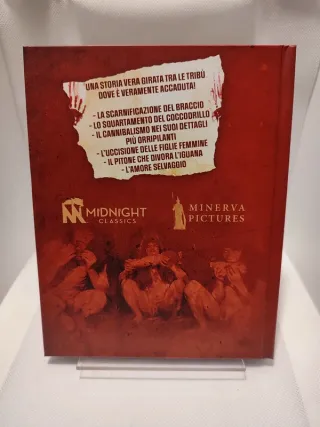 UNA STORIA VERA GIRATA TRA LE TRIBÙ
DOVE È VERAMENTE ACCADUTA!
- LA SCARNIFICAZIONE DEL BRACCIO
- LO SQUARTAMENTO DEL COCCODRILLO
- IL CANNIBALISMO NEI SUOI DETTAGLI
PIÙ ORRIPILANTI
- L'UCCISIONE DELLE FIGLIE FEMMINE
- IL PITONE CHE DIVORA L'IGUANA
- L'AMORE SELVAGGIO
MIDNIGHT
CLASSICS
MINERVA
PICTURES